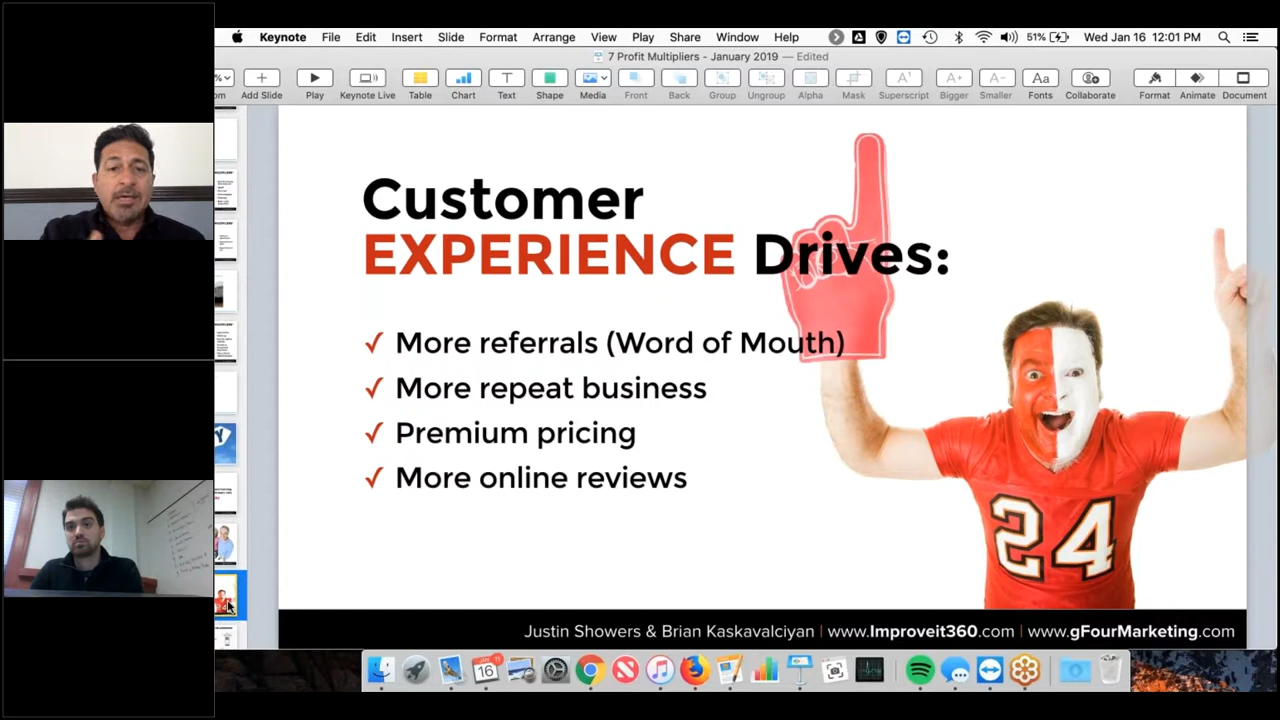 Keynote File Edit Insert Slide Format Arrange View Play Share Window Help 51% Wed Jan 16 12:01 PM
7 Profit Multipliers - January 2019 — Edited
Add Slide Play Keynote Live Table Chart Text Shape Media Front Back Group Ungroup Alpha Mask Superscript Bigger Smaller Fonts Collaborate Format Animate Document
Customer
EXPERIENCE Drives:
✓ More referrals (Word of Mouth)
✓ More repeat business
✓ Premium pricing
✓ More online reviews
24
Justin Showers & Brian Kaskavalciyan | www.Improveit360.com | www.gFourMarketing.com
JAN 16